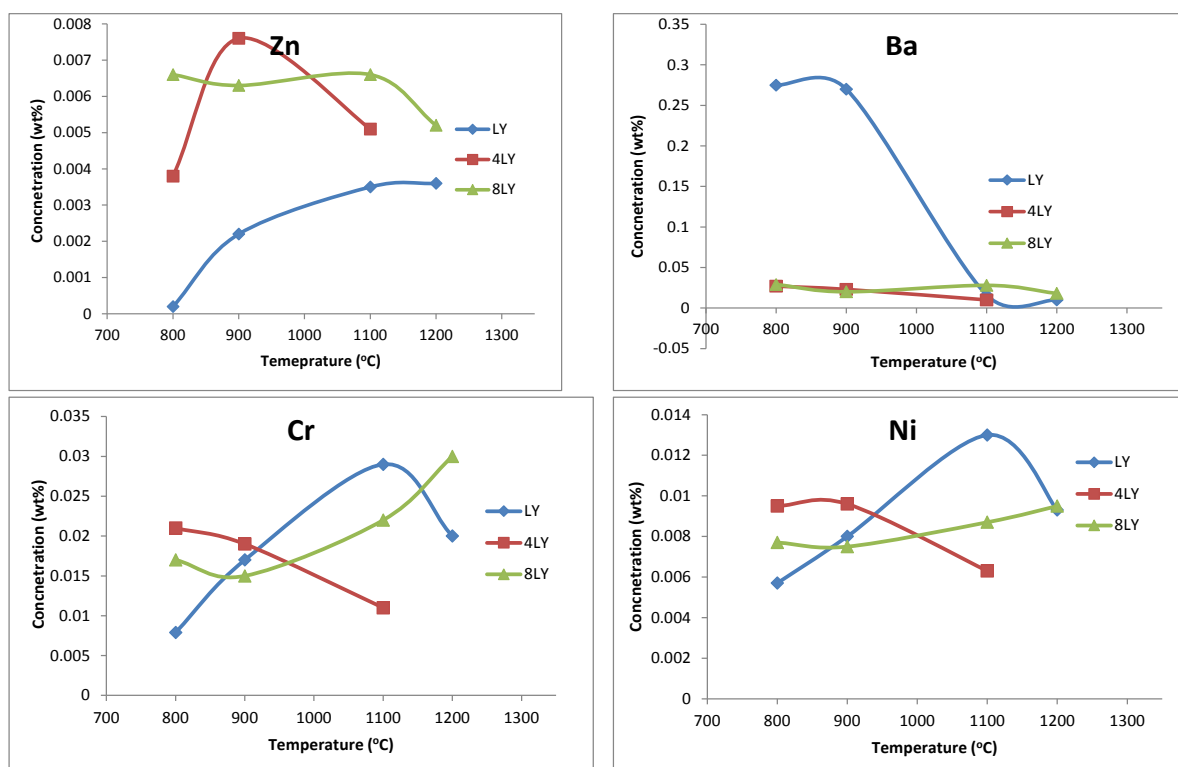 Zn
Concnetration (wt%)
0.008
0.007
0.006
0.005
0.004
0.003
0.002
0.001
0
700 800 900 1000 1100 1200 1300
Temeprature (°C)
LY
4LY
8LY
Ba
Concnetration (wt%)
0.35
0.3
0.25
0.2
0.15
0.1
0.05
0
-0.05
700 800 900 1000 1100 1200 1300
Temperature (°C)
LY
4LY
8LY
Cr
Concnetration (wt%)
0.035
0.03
0.025
0.02
0.015
0.01
0.005
0
700 800 900 1000 1100 1200 1300
Temperature (°C)
LY
4LY
8LY
Ni
Concnetration (wt%)
0.014
0.012
0.01
0.008
0.006
0.004
0.002
0
700 800 900 1000 1100 1200 1300
Temperature (°C)
LY
4LY
8LY